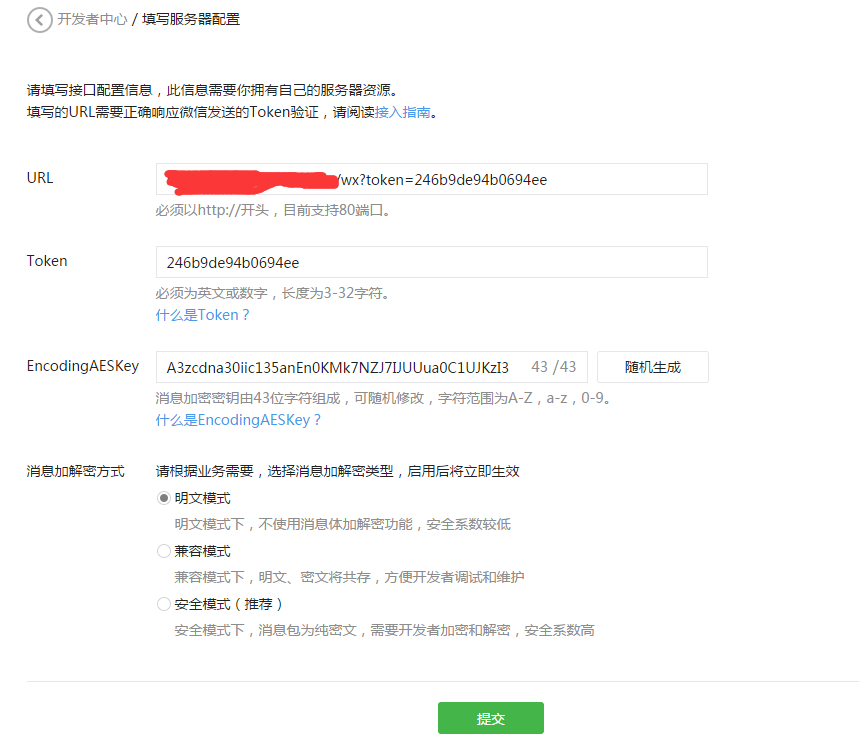 开发者中心 / 填写服务器配置
请填写接口配置信息，此信息需要你拥有自己的服务器资源。
填写的URL需要正确响应微信发送的Token验证，请阅读接入指南。
URL
/wx?token=246b9de94b0694ee
必须以http://开头，目前支持80端口。
Token
246b9de94b0694ee
必须为英文或数字，长度为3-32字符。
什么是Token？
EncodingAESKey
A3zcdna30iic135anEn0KMk7NZJ7IJUUua0C1UJKzI3 43 /43 随机生成
消息加密密钥由43位字符组成，可随机修改，字符范围为A-Z，a-z，0-9。
什么是EncodingAESKey？
消息加解密方式 请根据业务需要，选择消息加解密类型，启用后将立即生效
明文模式
明文模式下，不使用消息体加解密功能，安全系数较低
兼容模式
兼容模式下，明文、密文将共存，方便开发者调试和维护
安全模式（推荐）
安全模式下，消息包为纯密文，需要开发者加密和解密，安全系数高
提交